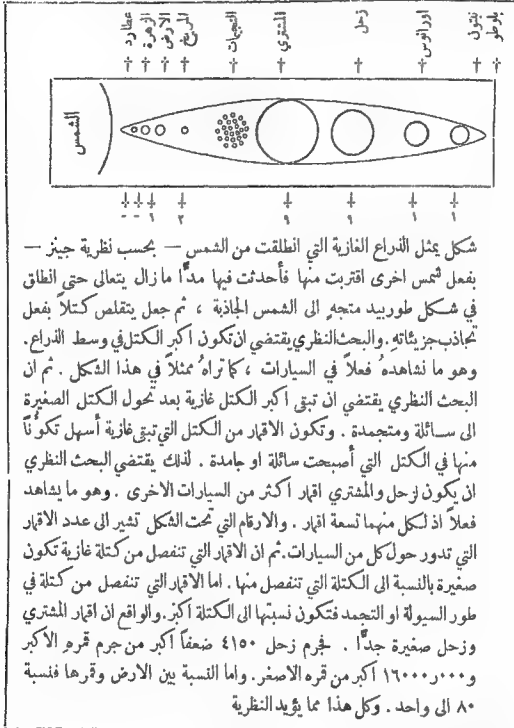 عطارد
الزهرة
الارض
المريخ
النجيمات
المشتري
زحل
اورانوس
نبتون
بلوطو
الشمس
٠ ٠ ١ ٢ ٩ ٩ ١ ١
شكل يمثل الذراع الغازية التي انطلقت من الشمس — بحسب نظرية جينز —
بفعل شمس اخرى اقتربت منها فأحدثت فيها مدًّا ما زال يتعالى حتى انطلق
في شكل طوربيد متجه الى الشمس الجاذبة ، ثم جعل يتقلص كتلاً بفعل
تجاذب جزيئاته. والبحث النظري يقتضي ان تكون اكبر الكتل في وسط الذراع.
وهو ما نشاهدهُ فعلاً في السيارات ، كما تراهُ ممثلاً في هذا الشكل . ثم ان
البحث النظري يقتضي ان تبقى اكبر الكتل غازية بعد تحول الكتل الصغيرة
الى سائلة ومتجمدة . وتكون الاقمار من الكتل التي تبقى غازية أسهل تكوُّناً
منها في الكتل التي أصبحت سائلة او جامدة . لذلك يقتضي البحث النظري
ان يكون لزحل والمشتري اقمار اكثر من السيارات الاخرى . وهو ما يشاهد
فعلاً اذ لكل منهما تسعة اقمار . والارقام التي تحت الشكل تشير الى عدد الاقمار
التي تدور حول كل من السيارات. ثم ان الاقمار التي تنفصل من كتلة غازية تكون
صغيرة بالنسبة الى الكتلة التي تنفصل منها . اما الاقمار التي تنفصل من كتلة في
طور السيولة او التجمد فتكون نسبتها الى الكتلة اكبر. والواقع ان اقمار المشتري
وزحل صغيرة جدًّا . فجرم زحل ٤١٥٠ ضعفاً اكبر من جرم قمرهِ الاكبر
و١٦٠٠٠ر٠٠٠ اكبر من قمره الاصغر. واما النسبة بين الارض وقمرها فنسبة
٨٠ الى واحد . وكل هذا مما يؤيد النظرية